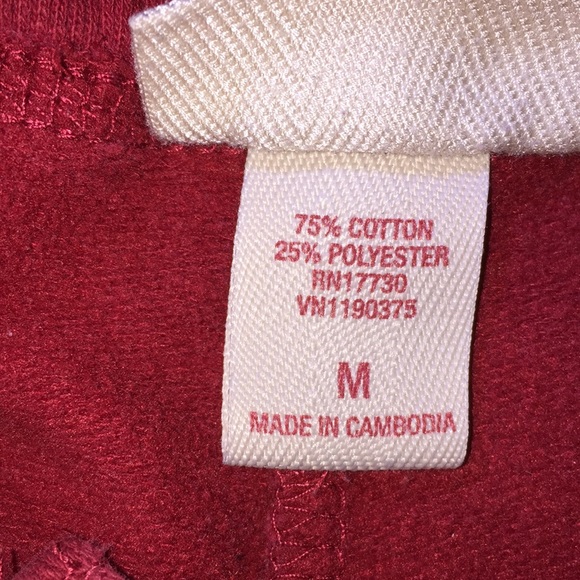 75% COTTON
25% POLYESTER
RN17730
VN1190375
M
MADE IN CAMBODIA